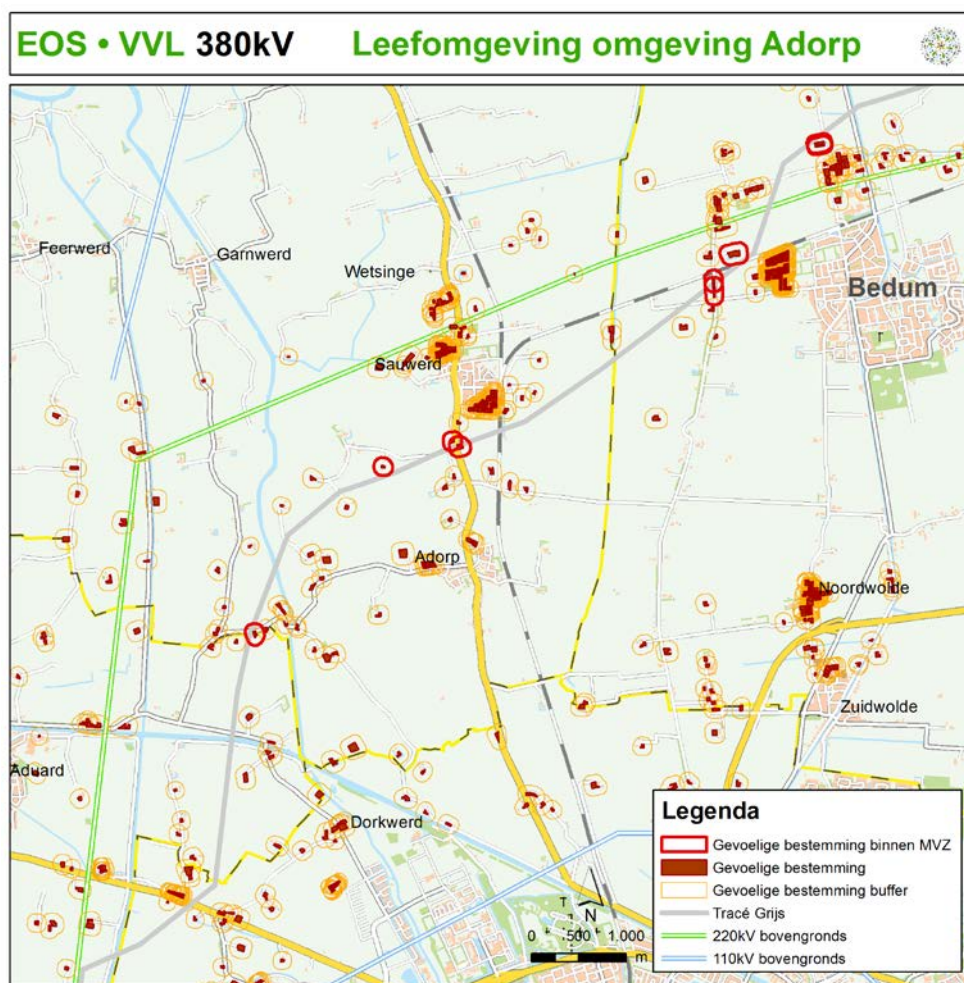 EOS • VVL 380kV Leefomgeving omgeving Adorp
Feerwerd
Garnwerd
Wetsinge
Bedum
Sauwerd
Adorp
Noordwolde
Zuidwolde
Aduard
Dorkwerd
Legenda
Gevoelige bestemming binnen MVZ
Gevoelige bestemming
Gevoelige bestemming buffer
Tracé Grijs
220kV bovengronds
110kV bovengronds
N
0 500 1.000
m